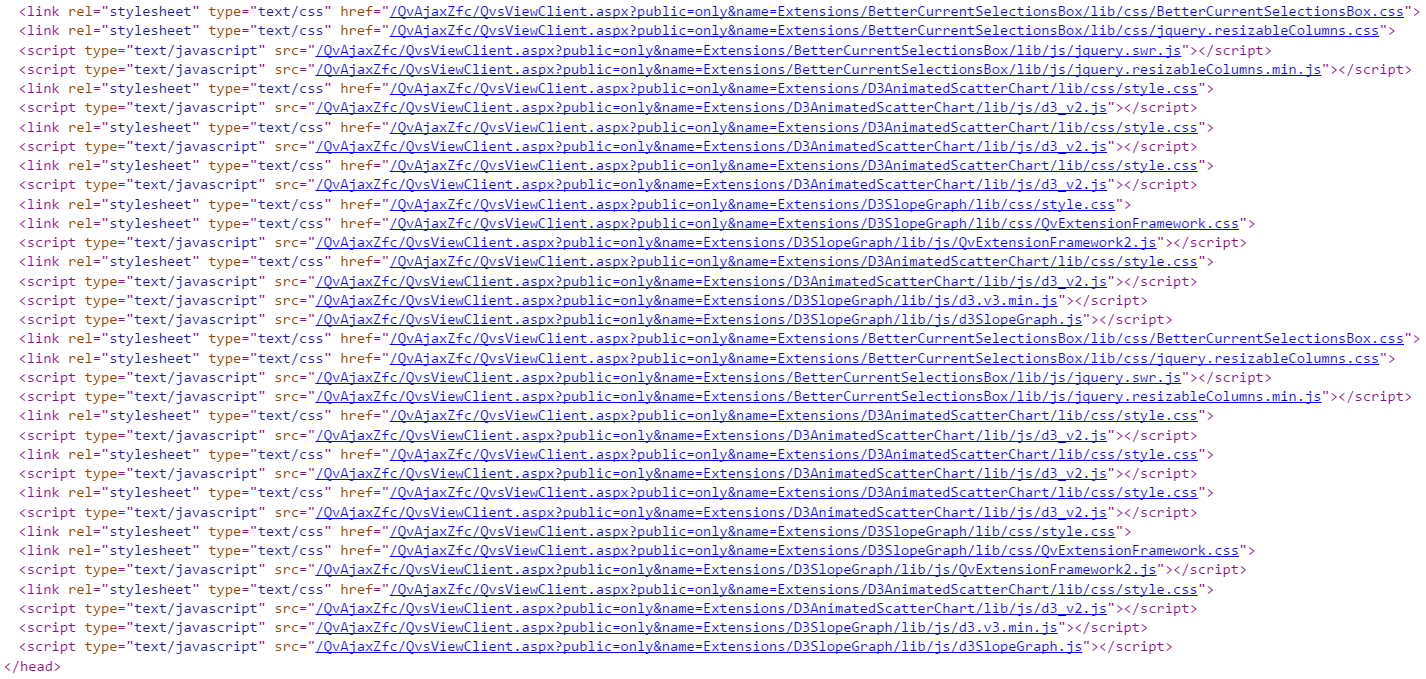 <link rel="stylesheet" type="text/css" href="/QvAjaxZfc/QvsViewClient.aspx?public=only&name=Extensions/BetterCurrentSelectionsBox/lib/css/BetterCurrentSelectionsBox.css">
<link rel="stylesheet" type="text/css" href="/QvAjaxZfc/QvsViewClient.aspx?public=only&name=Extensions/BetterCurrentSelectionsBox/lib/css/jquery.resizableColumns.css">
<script type="text/javascript" src="/QvAjaxZfc/QvsViewClient.aspx?public=only&name=Extensions/BetterCurrentSelectionsBox/lib/js/jquery.swr.js"></script>
<script type="text/javascript" src="/QvAjaxZfc/QvsViewClient.aspx?public=only&name=Extensions/BetterCurrentSelectionsBox/lib/js/jquery.resizableColumns.min.js"></script>
<link rel="stylesheet" type="text/css" href="/QvAjaxZfc/QvsViewClient.aspx?public=only&name=Extensions/D3AnimatedScatterChart/lib/css/style.css">
<script type="text/javascript" src="/QvAjaxZfc/QvsViewClient.aspx?public=only&name=Extensions/D3AnimatedScatterChart/lib/js/d3_v2.js"></script>
<link rel="stylesheet" type="text/css" href="/QvAjaxZfc/QvsViewClient.aspx?public=only&name=Extensions/D3AnimatedScatterChart/lib/css/style.css">
<script type="text/javascript" src="/QvAjaxZfc/QvsViewClient.aspx?public=only&name=Extensions/D3AnimatedScatterChart/lib/js/d3_v2.js"></script>
<link rel="stylesheet" type="text/css" href="/QvAjaxZfc/QvsViewClient.aspx?public=only&name=Extensions/D3AnimatedScatterChart/lib/css/style.css">
<script type="text/javascript" src="/QvAjaxZfc/QvsViewClient.aspx?public=only&name=Extensions/D3AnimatedScatterChart/lib/js/d3_v2.js"></script>
<link rel="stylesheet" type="text/css" href="/QvAjaxZfc/QvsViewClient.aspx?public=only&name=Extensions/D3SlopeGraph/lib/css/style.css">
<link rel="stylesheet" type="text/css" href="/QvAjaxZfc/QvsViewClient.aspx?public=only&name=Extensions/D3SlopeGraph/lib/css/QvExtensionFramework.css">
<script type="text/javascript" src="/QvAjaxZfc/QvsViewClient.aspx?public=only&name=Extensions/D3SlopeGraph/lib/js/QvExtensionFramework2.js"></script>
<link rel="stylesheet" type="text/css" href="/QvAjaxZfc/QvsViewClient.aspx?public=only&name=Extensions/D3AnimatedScatterChart/lib/css/style.css">
<script type="text/javascript" src="/QvAjaxZfc/QvsViewClient.aspx?public=only&name=Extensions/D3AnimatedScatterChart/lib/js/d3_v2.js"></script>
<script type="text/javascript" src="/QvAjaxZfc/QvsViewClient.aspx?public=only&name=Extensions/D3SlopeGraph/lib/js/d3.v3.min.js"></script>
<script type="text/javascript" src="/QvAjaxZfc/QvsViewClient.aspx?public=only&name=Extensions/D3SlopeGraph/lib/js/d3SlopeGraph.js"></script>
<link rel="stylesheet" type="text/css" href="/QvAjaxZfc/QvsViewClient.aspx?public=only&name=Extensions/BetterCurrentSelectionsBox/lib/css/BetterCurrentSelectionsBox.css">
<link rel="stylesheet" type="text/css" href="/QvAjaxZfc/QvsViewClient.aspx?public=only&name=Extensions/BetterCurrentSelectionsBox/lib/css/jquery.resizableColumns.css">
<script type="text/javascript" src="/QvAjaxZfc/QvsViewClient.aspx?public=only&name=Extensions/BetterCurrentSelectionsBox/lib/js/jquery.swr.js"></script>
<script type="text/javascript" src="/QvAjaxZfc/QvsViewClient.aspx?public=only&name=Extensions/BetterCurrentSelectionsBox/lib/js/jquery.resizableColumns.min.js"></script>
<link rel="stylesheet" type="text/css" href="/QvAjaxZfc/QvsViewClient.aspx?public=only&name=Extensions/D3AnimatedScatterChart/lib/css/style.css">
<script type="text/javascript" src="/QvAjaxZfc/QvsViewClient.aspx?public=only&name=Extensions/D3AnimatedScatterChart/lib/js/d3_v2.js"></script>
<link rel="stylesheet" type="text/css" href="/QvAjaxZfc/QvsViewClient.aspx?public=only&name=Extensions/D3AnimatedScatterChart/lib/css/style.css">
<script type="text/javascript" src="/QvAjaxZfc/QvsViewClient.aspx?public=only&name=Extensions/D3AnimatedScatterChart/lib/js/d3_v2.js"></script>
<link rel="stylesheet" type="text/css" href="/QvAjaxZfc/QvsViewClient.aspx?public=only&name=Extensions/D3AnimatedScatterChart/lib/css/style.css">
<script type="text/javascript" src="/QvAjaxZfc/QvsViewClient.aspx?public=only&name=Extensions/D3AnimatedScatterChart/lib/js/d3_v2.js"></script>
<link rel="stylesheet" type="text/css" href="/QvAjaxZfc/QvsViewClient.aspx?public=only&name=Extensions/D3SlopeGraph/lib/css/style.css">
<link rel="stylesheet" type="text/css" href="/QvAjaxZfc/QvsViewClient.aspx?public=only&name=Extensions/D3SlopeGraph/lib/css/QvExtensionFramework.css">
<script type="text/javascript" src="/QvAjaxZfc/QvsViewClient.aspx?public=only&name=Extensions/D3SlopeGraph/lib/js/QvExtensionFramework2.js"></script>
<link rel="stylesheet" type="text/css" href="/QvAjaxZfc/QvsViewClient.aspx?public=only&name=Extensions/D3AnimatedScatterChart/lib/css/style.css">
<script type="text/javascript" src="/QvAjaxZfc/QvsViewClient.aspx?public=only&name=Extensions/D3AnimatedScatterChart/lib/js/d3_v2.js"></script>
<script type="text/javascript" src="/QvAjaxZfc/QvsViewClient.aspx?public=only&name=Extensions/D3SlopeGraph/lib/js/d3.v3.min.js"></script>
<script type="text/javascript" src="/QvAjaxZfc/QvsViewClient.aspx?public=only&name=Extensions/D3SlopeGraph/lib/js/d3SlopeGraph.js"></script>
</head>